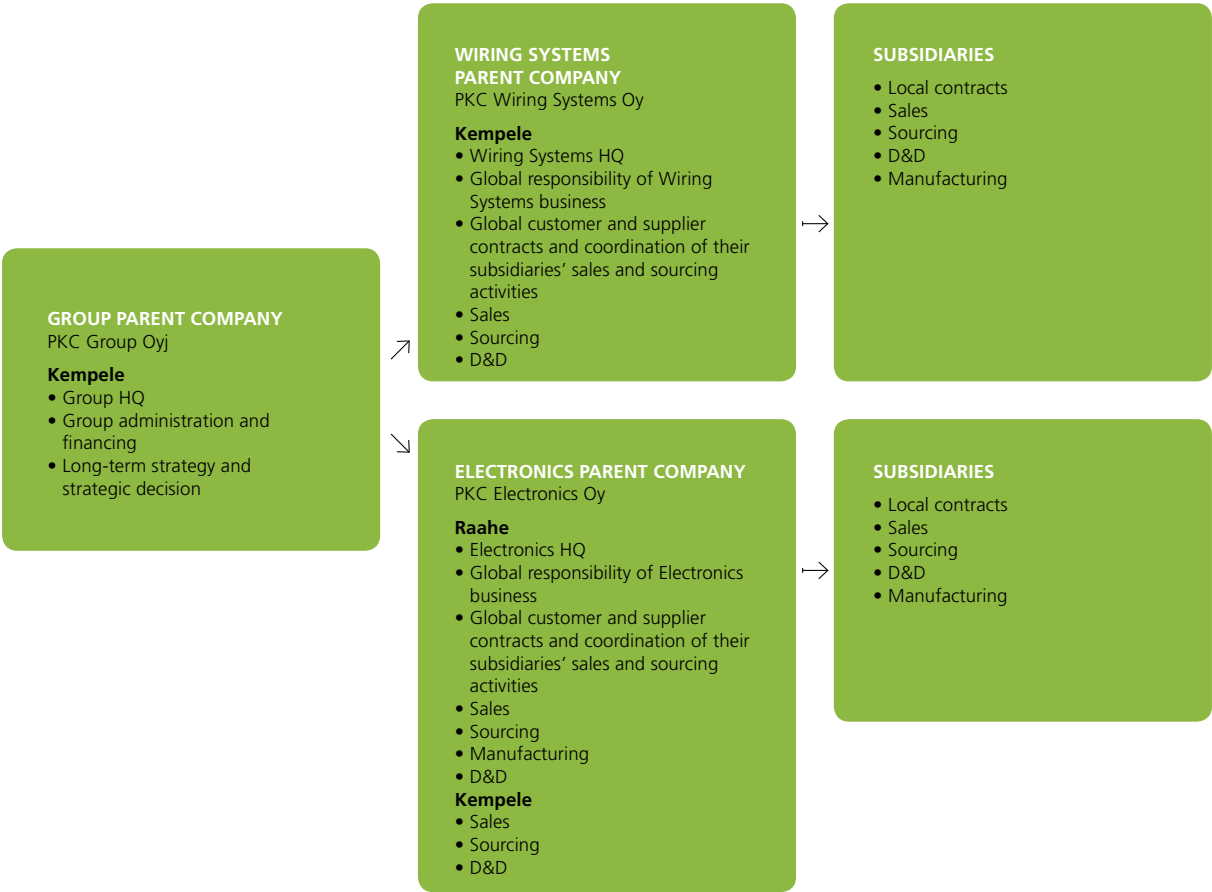 GROUP PARENT COMPANY
PKC Group Oyj
Kempele
• Group HQ
• Group administration and
financing
• Long-term strategy and
strategic decision
WIRING SYSTEMS
PARENT COMPANY
PKC Wiring Systems Oy
Kempele
• Wiring Systems HQ
• Global responsibility of Wiring
Systems business
• Global customer and supplier
contracts and coordination of their
subsidiaries’ sales and sourcing
activities
• Sales
• Sourcing
• D&D
SUBSIDIARIES
• Local contracts
• Sales
• Sourcing
• D&D
• Manufacturing
ELECTRONICS PARENT COMPANY
PKC Electronics Oy
Raahe
• Electronics HQ
• Global responsibility of Electronics
business
• Global customer and supplier
contracts and coordination of their
subsidiaries’ sales and sourcing
activities
• Sales
• Sourcing
• Manufacturing
• D&D
Kempele
• Sales
• Sourcing
• D&D
SUBSIDIARIES
• Local contracts
• Sales
• Sourcing
• D&D
• Manufacturing